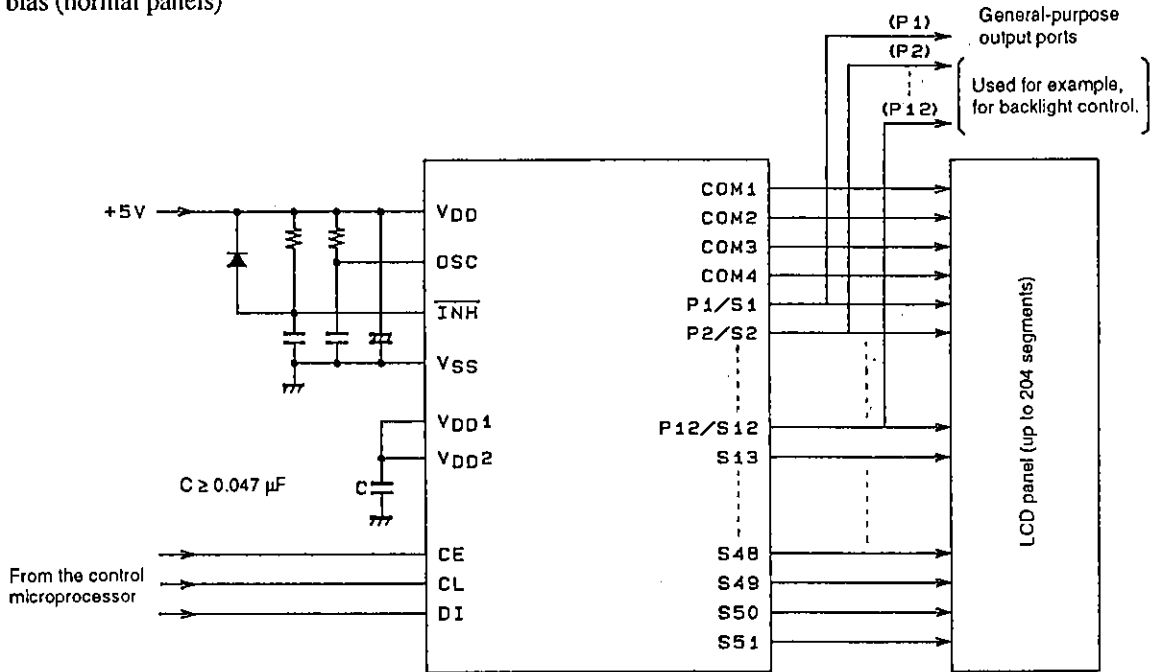 bias (normal panels)
(P1)
General-purpose
output ports
(P2)
Used for example,
for backlight control.
(P12)
+5V
VDD
OSC
INH
VSS
VDD1
VDD2
C ≥ 0.047 µF
C
From the control
microprocessor
CE
CL
DI
COM1
COM2
COM3
COM4
P1/S1
P2/S2
P12/S12
S13
S48
S49
S50
S51
LCD panel (up to 204 segments)